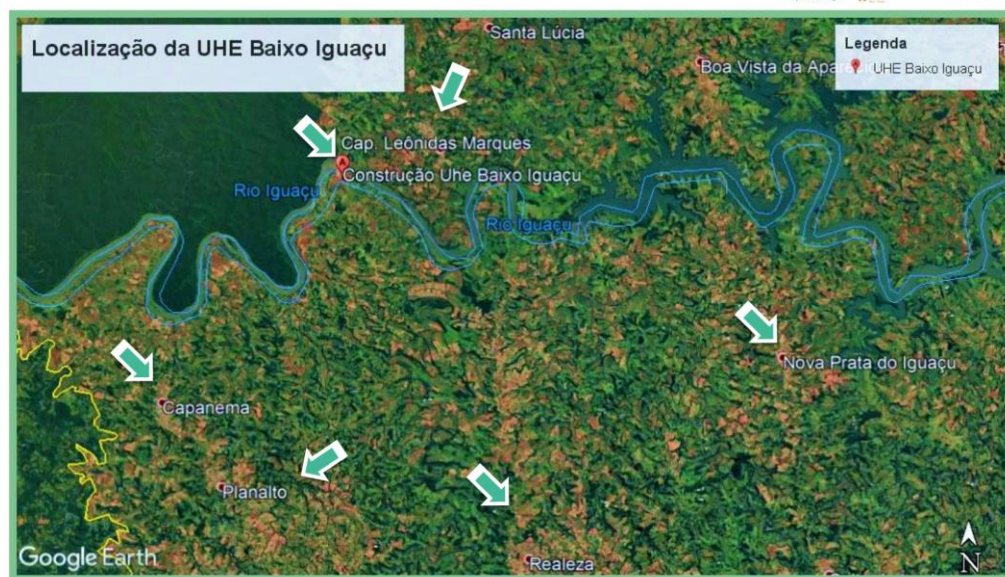 Localização da UHE Baixo Iguaçu
Santa Lúcia
Legenda
UHE Baixo Iguaçu
Boa Vista da Aparecid
Cap. Leônidas Marques
Construção Uhe Baixo Iguaçu
Rio Iguaçu
Rio Iguaçu
Nova Prata do Iguaçu
Capanema
Planalto
Realeza
Google Earth
N